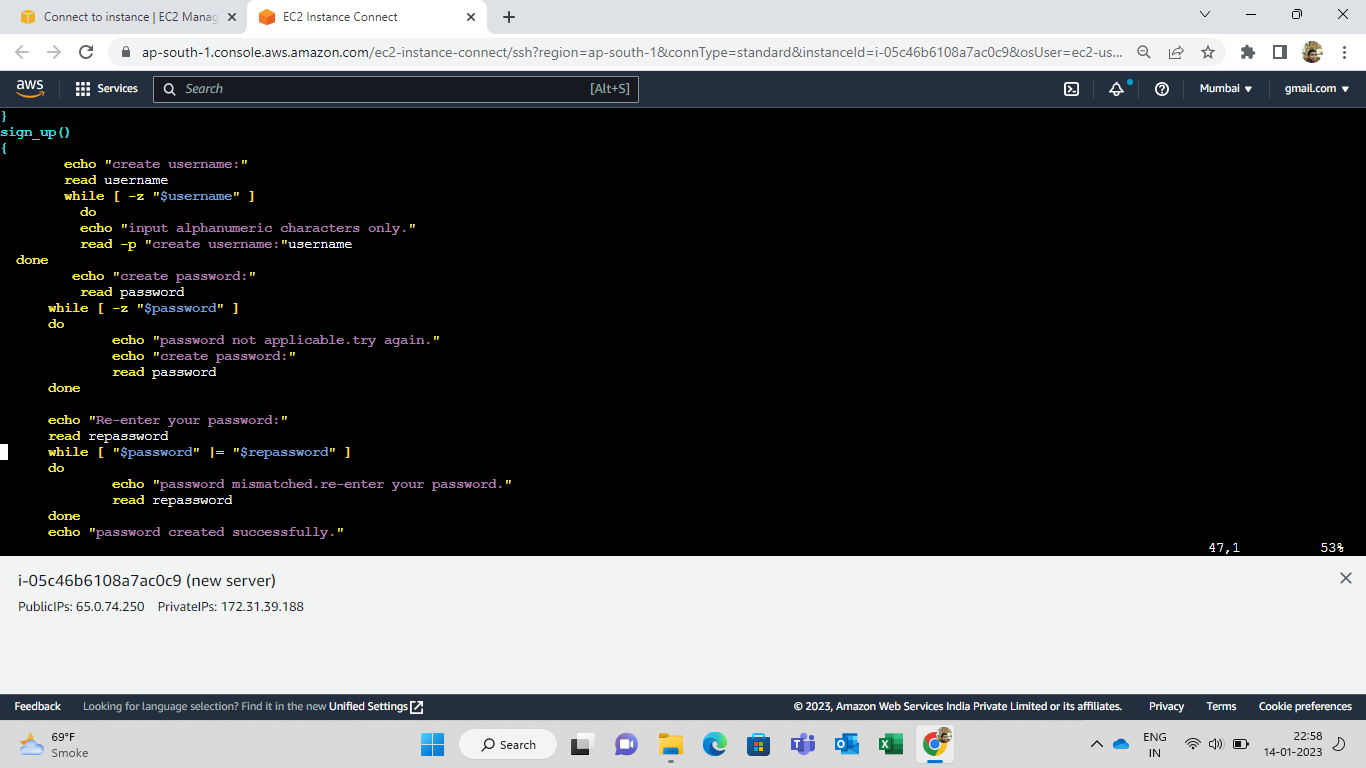 Connect to instance | EC2 Manag
EC2 Instance Connect
ap-south-1.console.aws.amazon.com/ec2-instance-connect/ssh?region=ap-south-1&connType=standard&instanceId=i-05c46b6108a7ac0c9&osUser=ec2-us...
aws Services Search [Alt+S] Mumbai gmail.com
}
sign_up()
{
echo "create username:"
read username
while [ -z "$username" ]
do
echo "input alphanumeric characters only."
read -p "create username:"username
done
echo "create password:"
read password
while [ -z "$password" ]
do
echo "password not applicable.try again."
echo "create password:"
read password
done
echo "Re-enter your password:"
read repassword
while [ "$password" |= "$repassword" ]
do
echo "password mismatched.re-enter your password."
read repassword
done
echo "password created successfully."
47,1 53%
i-05c46b6108a7ac0c9 (new server)
PublicIPs: 65.0.74.250 PrivateIPs: 172.31.39.188
Feedback Looking for language selection? Find it in the new Unified Settings © 2023, Amazon Web Services India Private Limited or its affiliates. Privacy Terms Cookie preferences
69°F
Smoke
Search
ENG
IN
22:58
14-01-2023